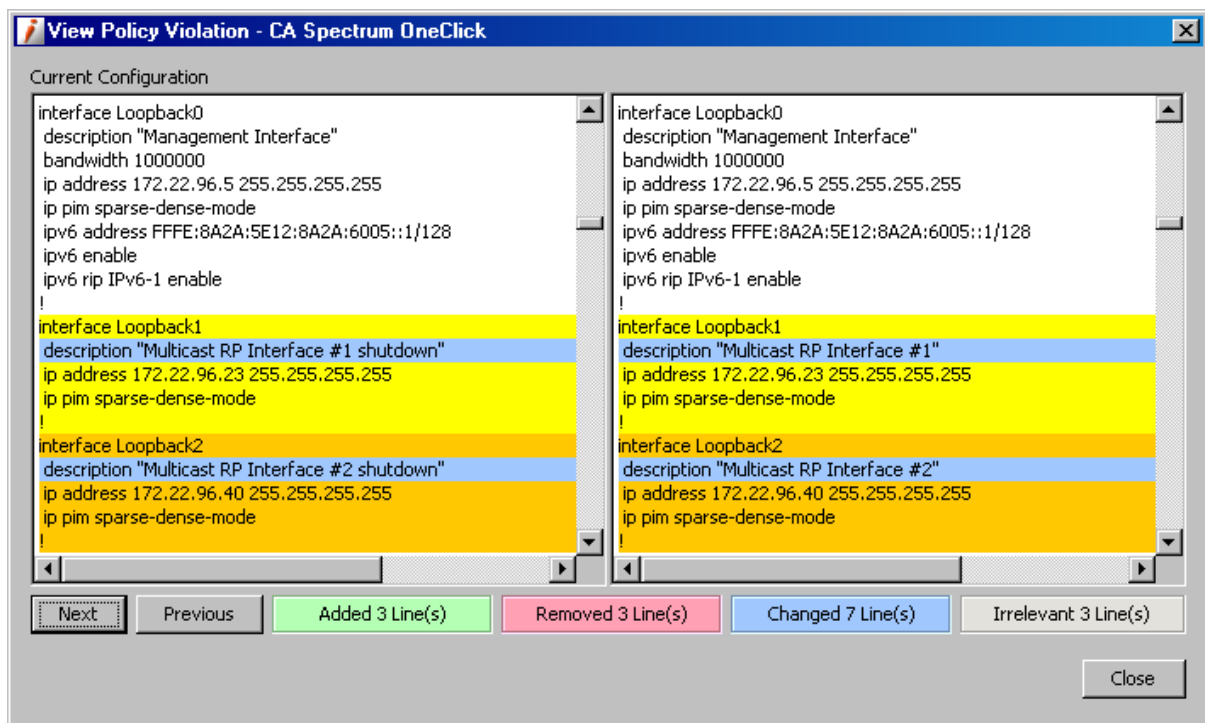 View Policy Violation - CA Spectrum OneClick
Current Configuration
interface Loopback0
description "Management Interface"
bandwidth 1000000
ip address 172.22.96.5 255.255.255.255
ip pim sparse-dense-mode
ipv6 address FFFE:8A2A:5E12:8A2A:6005::1/128
ipv6 enable
ipv6 rip IPv6-1 enable
!
interface Loopback1
description "Multicast RP Interface #1 shutdown"
ip address 172.22.96.23 255.255.255.255
ip pim sparse-dense-mode
!
interface Loopback2
description "Multicast RP Interface #2 shutdown"
ip address 172.22.96.40 255.255.255.255
ip pim sparse-dense-mode
!
interface Loopback0
description "Management Interface"
bandwidth 1000000
ip address 172.22.96.5 255.255.255.255
ip pim sparse-dense-mode
ipv6 address FFFE:8A2A:5E12:8A2A:6005::1/128
ipv6 enable
ipv6 rip IPv6-1 enable
!
interface Loopback1
description "Multicast RP Interface #1"
ip address 172.22.96.23 255.255.255.255
ip pim sparse-dense-mode
!
interface Loopback2
description "Multicast RP Interface #2"
ip address 172.22.96.40 255.255.255.255
ip pim sparse-dense-mode
!
Next
Previous
Added 3 Line(s)
Removed 3 Line(s)
Changed 7 Line(s)
Irrelevant 3 Line(s)
Close